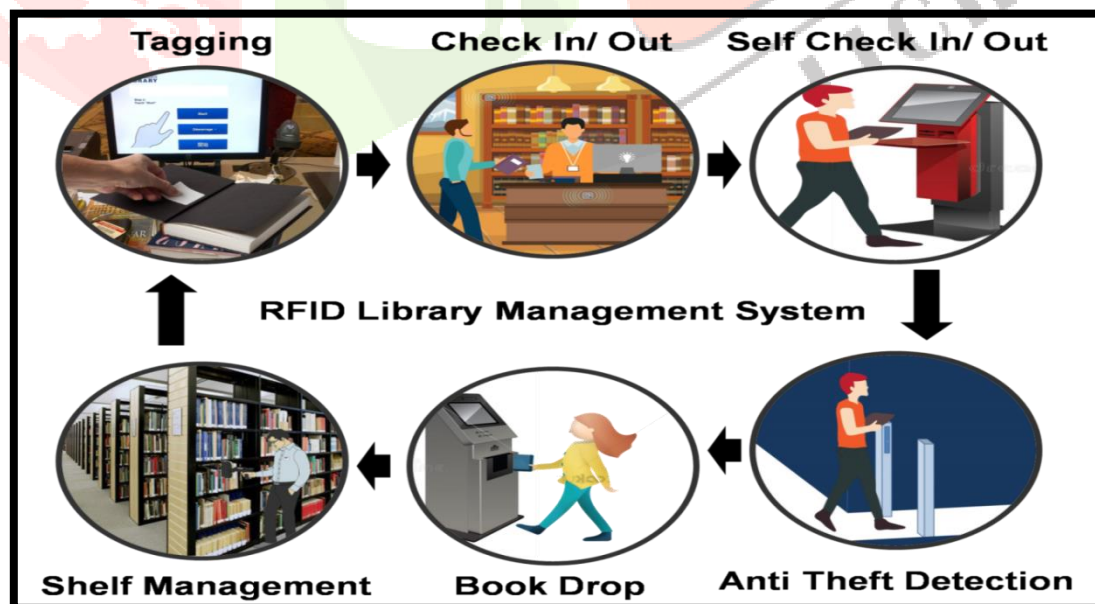 Tagging
Check In/ Out
Self Check In/ Out
RFID Library Management System
Shelf Management
Book Drop
Anti Theft Detection